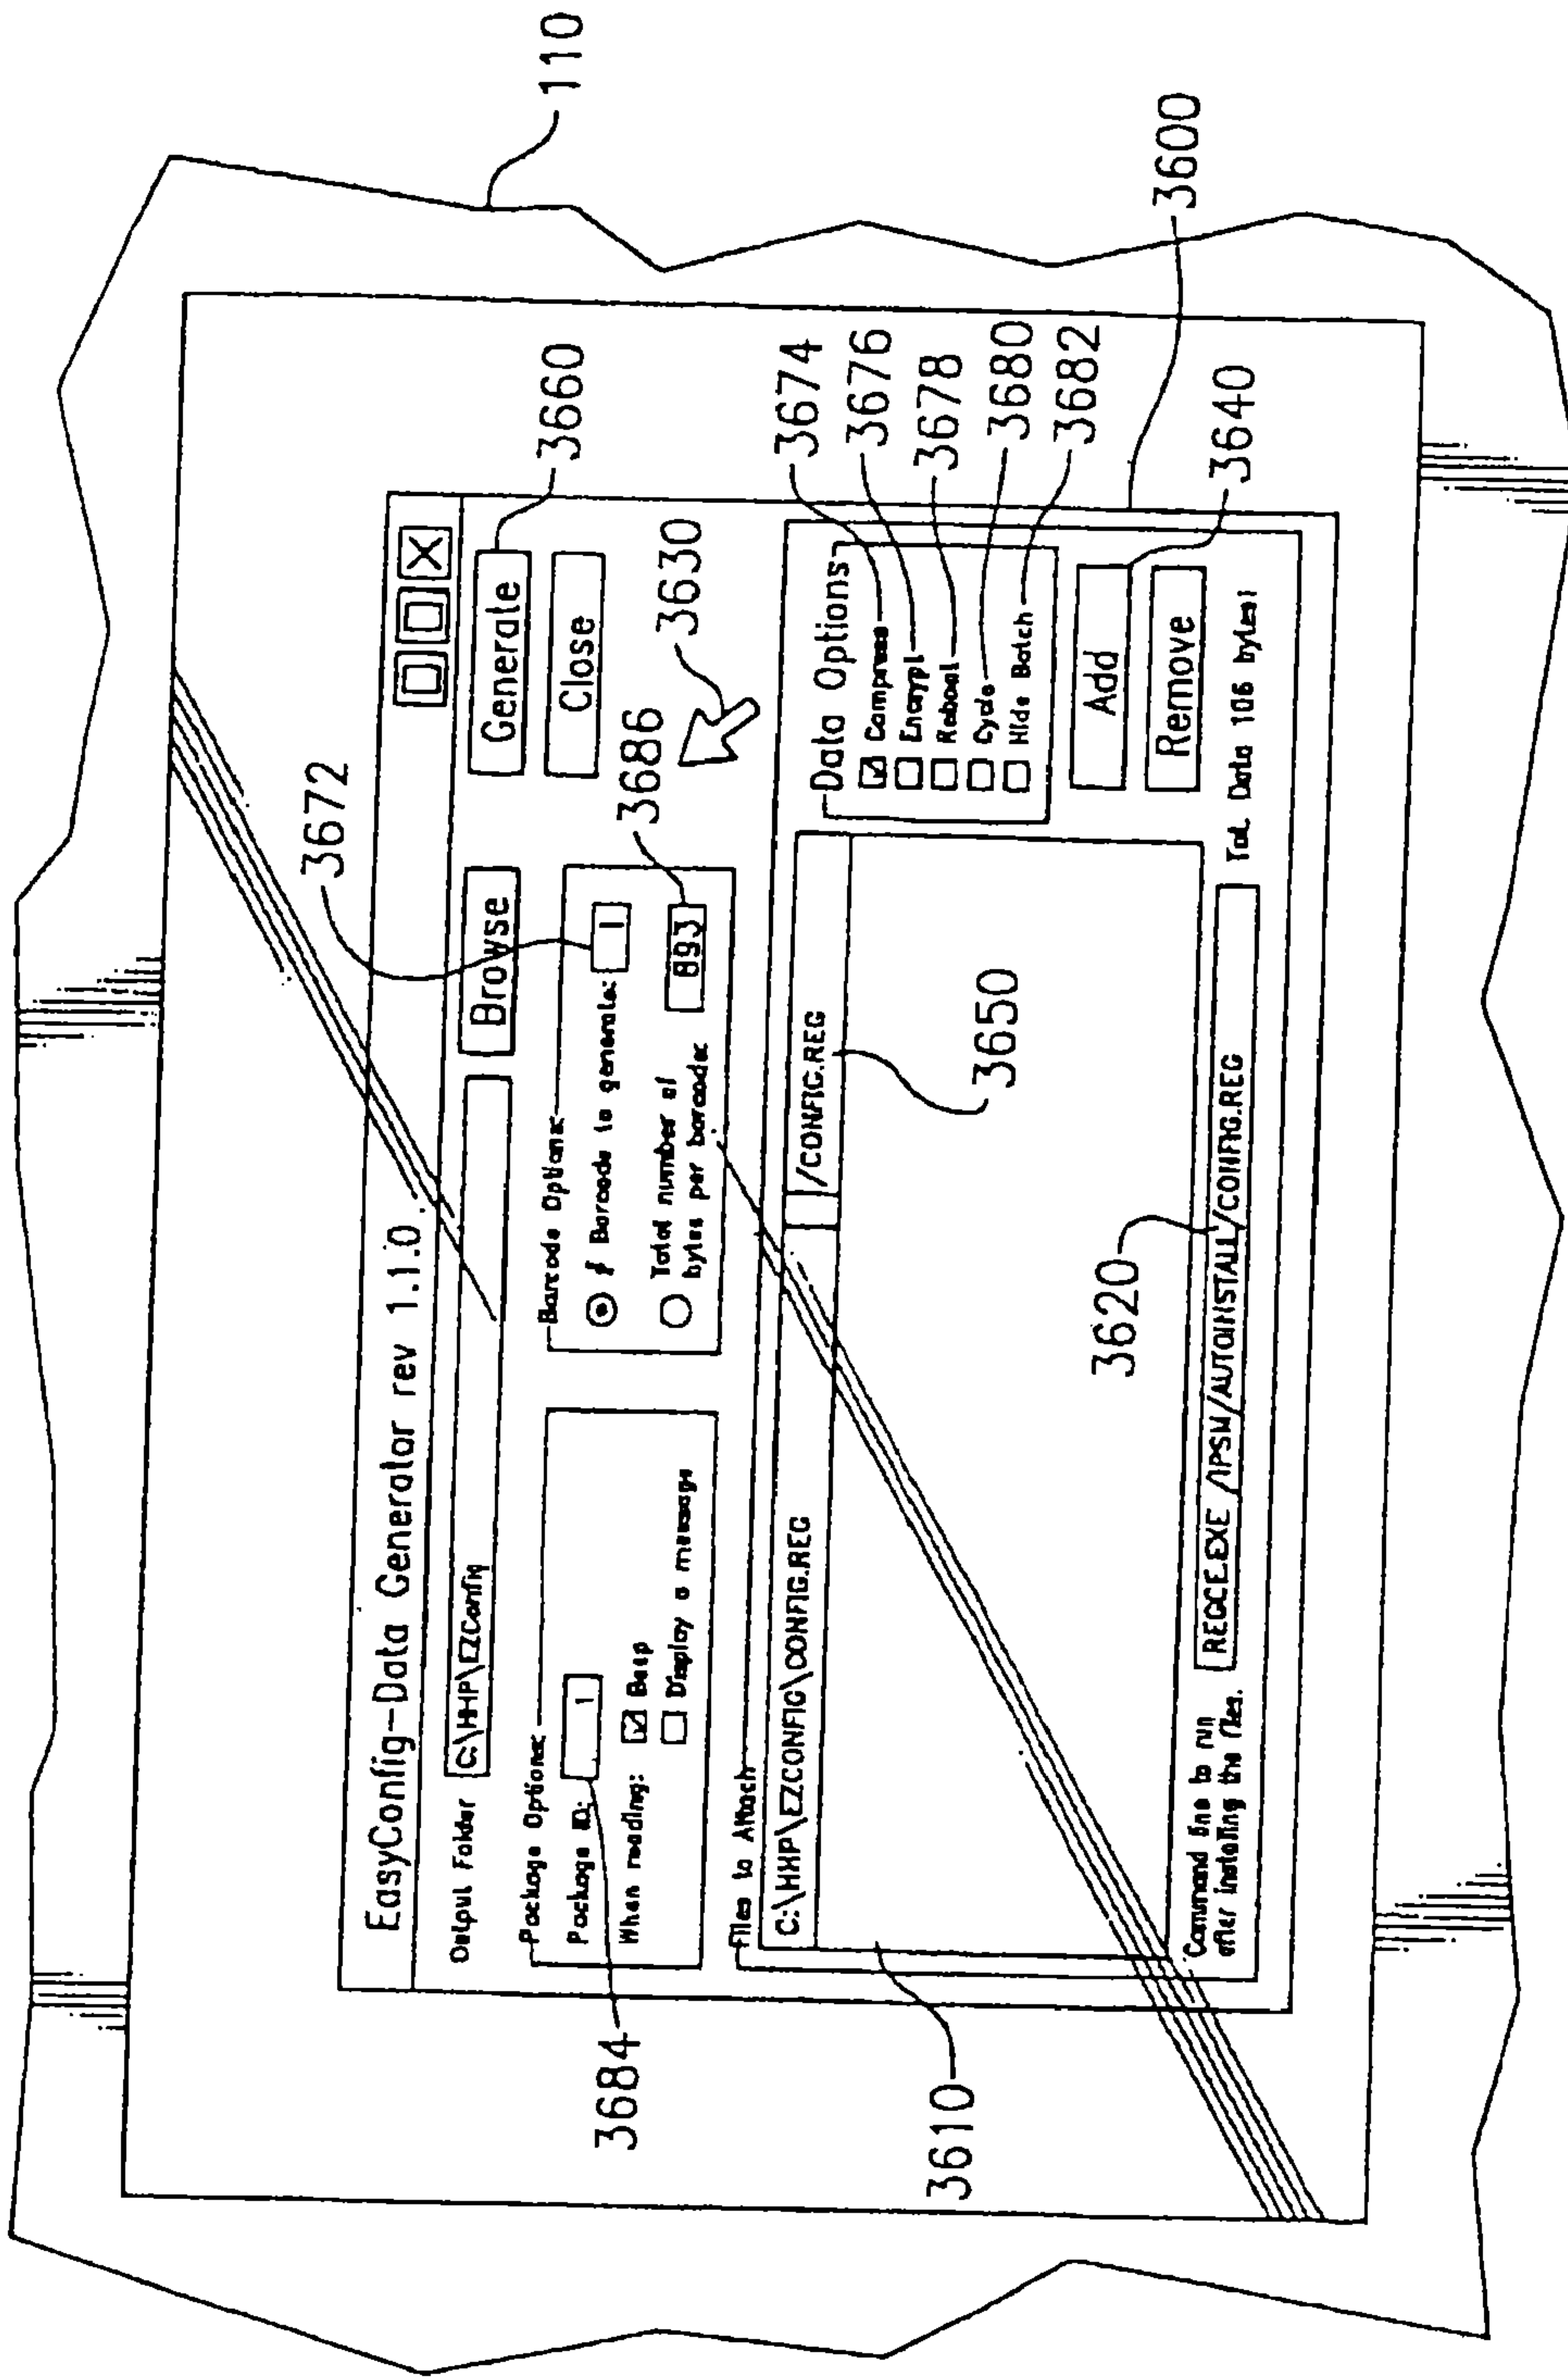 110
EasyConfig-Data Generator rev 1.1.0
Output Folder C:\HHP\EZConfig Browse Generate 3660
Close
3672
Package Options:
Package ID: 1
When reading: Beep
Display a message
3684
Barcode Options:
# Barcode to generate: 1
Total number of
bytes per barcode: 893
3686
3630
Files to Attach
C:\HXP\EZCONFIG\CONFIG.REG /CONFIG.REG
3610
3650
Data Options
Compress 3674
Encrypt 3676
Reboot 3678
Cycle 3680
Hide Batch 3682
Add 3640
Remove
3620
Command line to run
after installing the files. REGCE.EXE /IPSM/AUTOINSTALL/CONFIG.REG Tot. Data 106 bytes!
3600